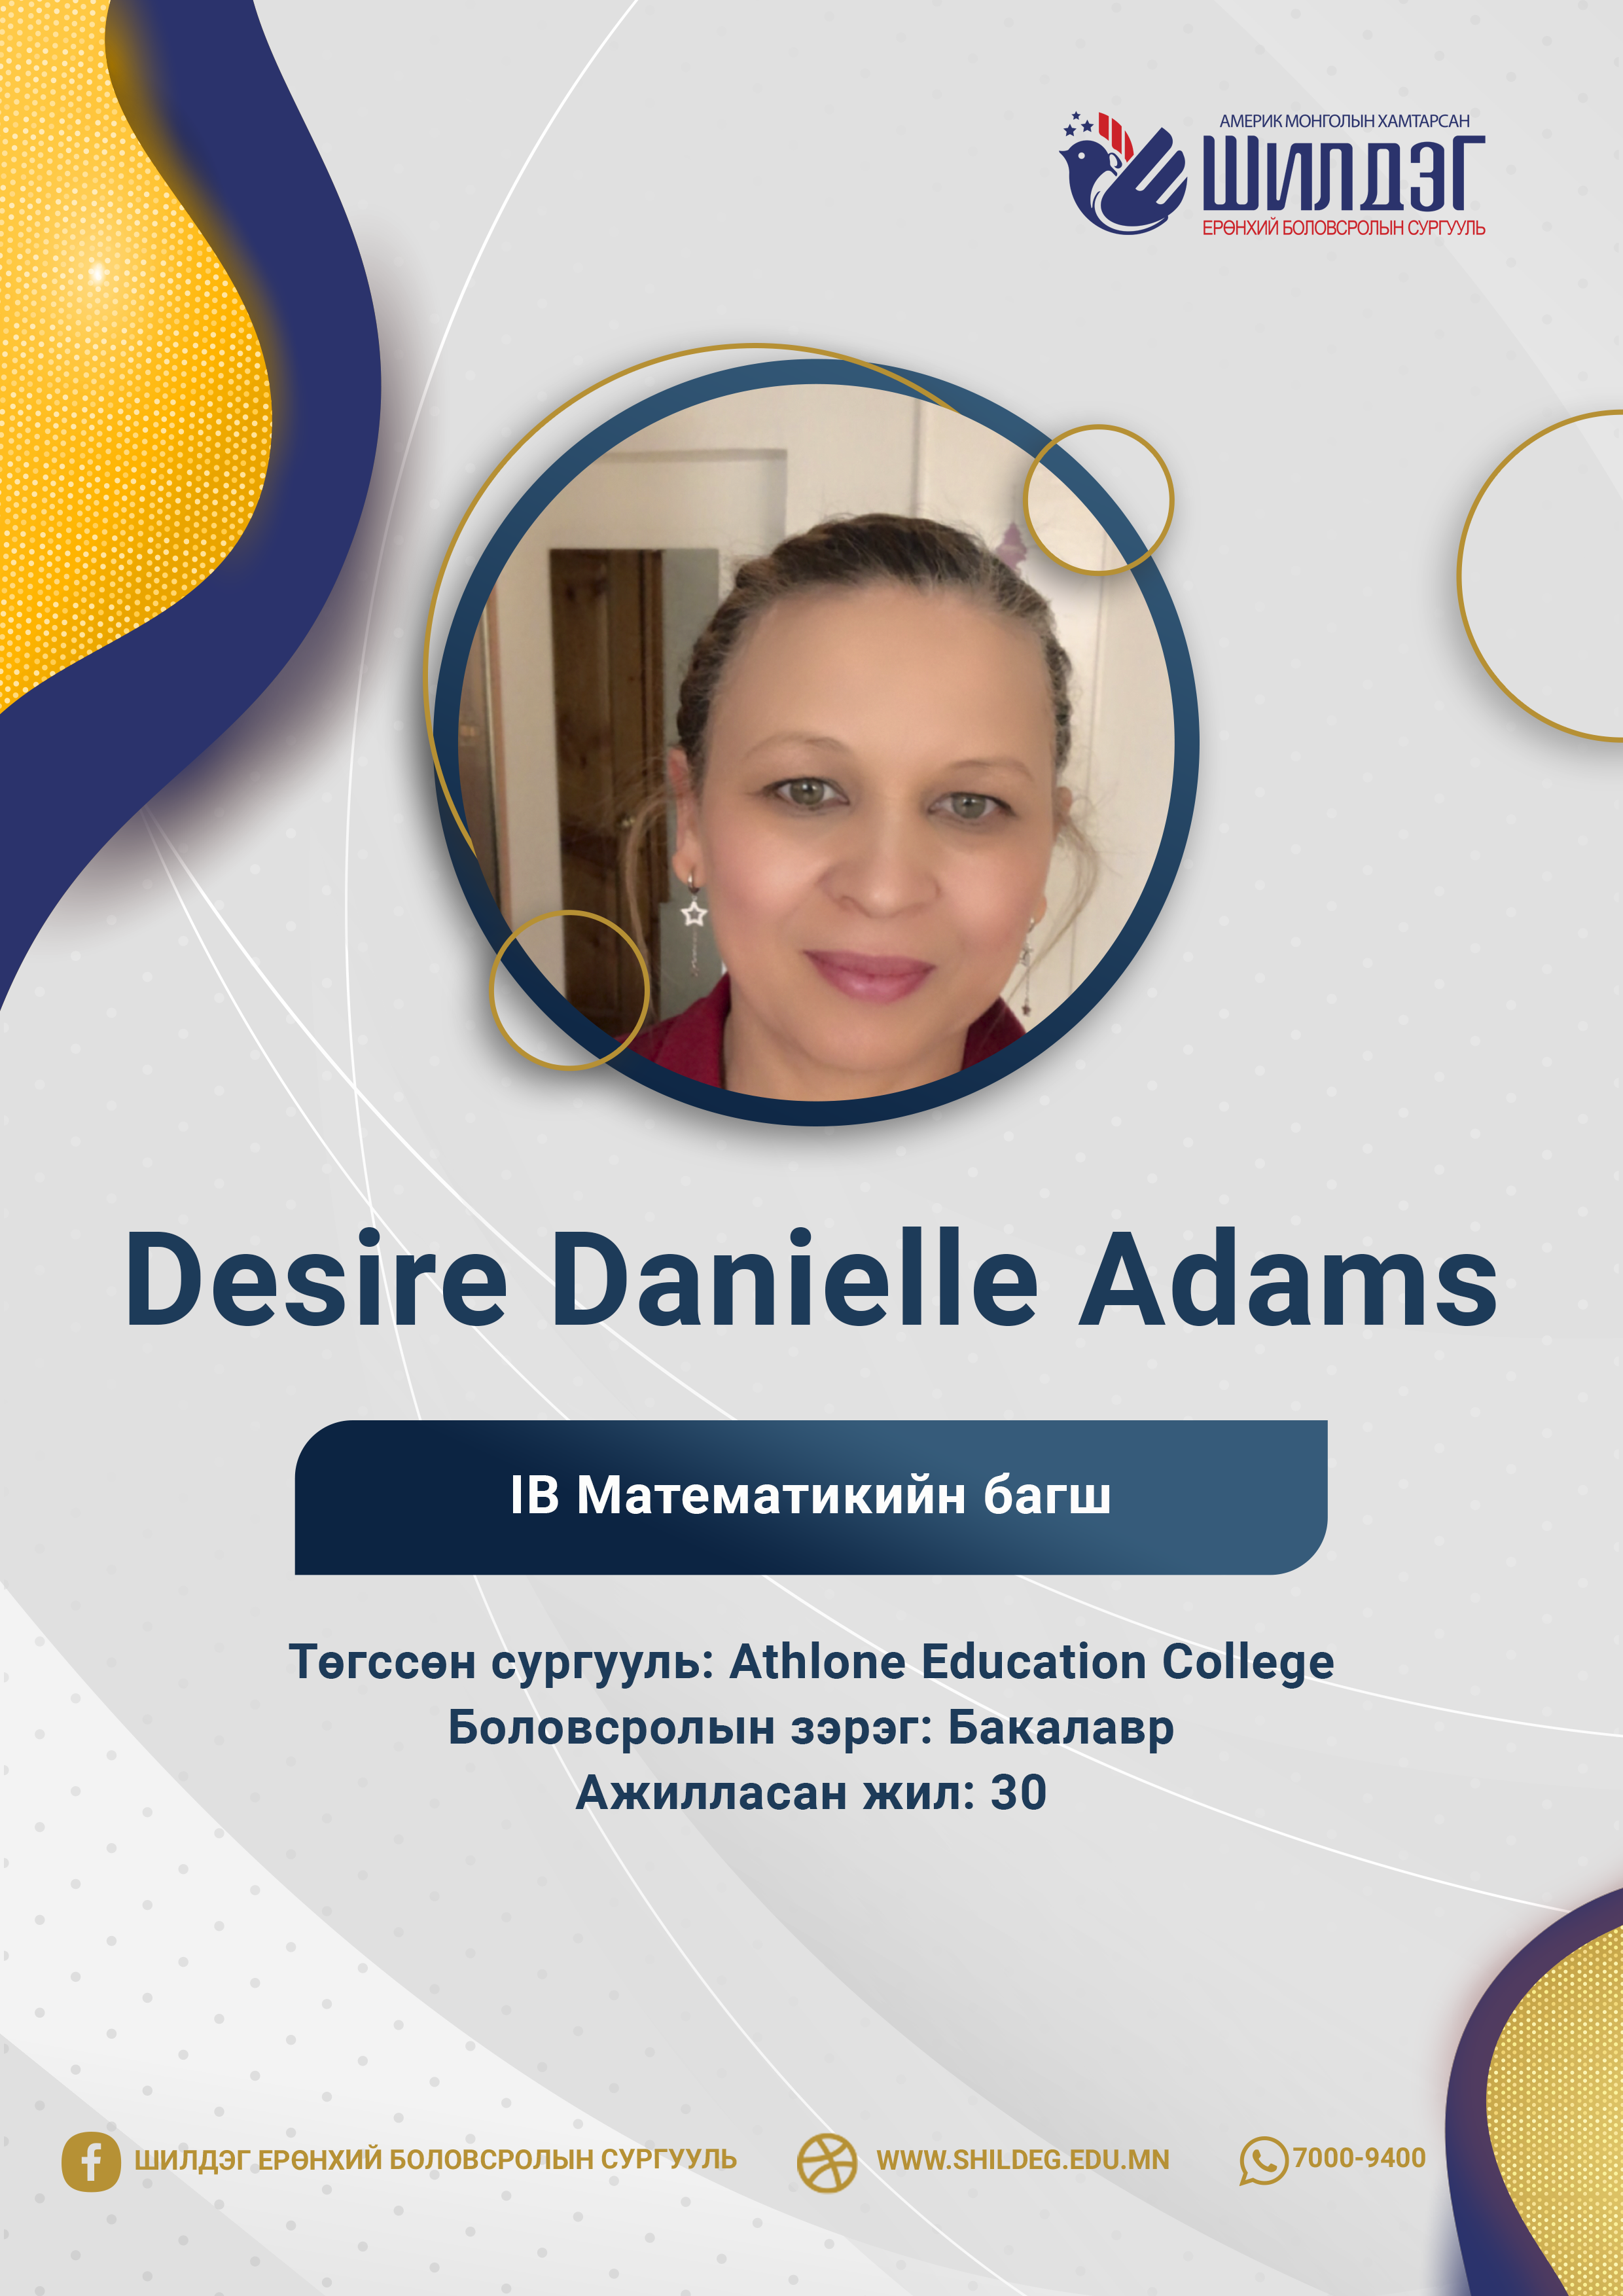 АМЕРИК МОНГОЛЫН ХАМТАРСАН
ШИЛДЭГ
ЕРӨНХИЙ БОЛОВСРОЛЫН СУРГУУЛЬ
Desire Danielle Adams
IB Математикийн багш
Төгссөн сургууль: Athlone Education College
Боловсролын зэрэг: Бакалавр
Ажилласан жил: 30
ШИЛДЭГ ЕРӨНХИЙ БОЛОВСРОЛЫН СУРГУУЛЬ
WWW.SHILDEG.EDU.MN
7000-9400